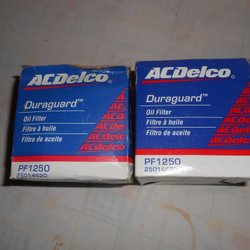 ACDelco
Duraguard™
Oil Filter
Filtre à huile
Filtro de aceite
PF1250
25014620
ACDelco
Duraguard™
Oil Filter
Filtre à huile
Filtro de aceite
PF1250